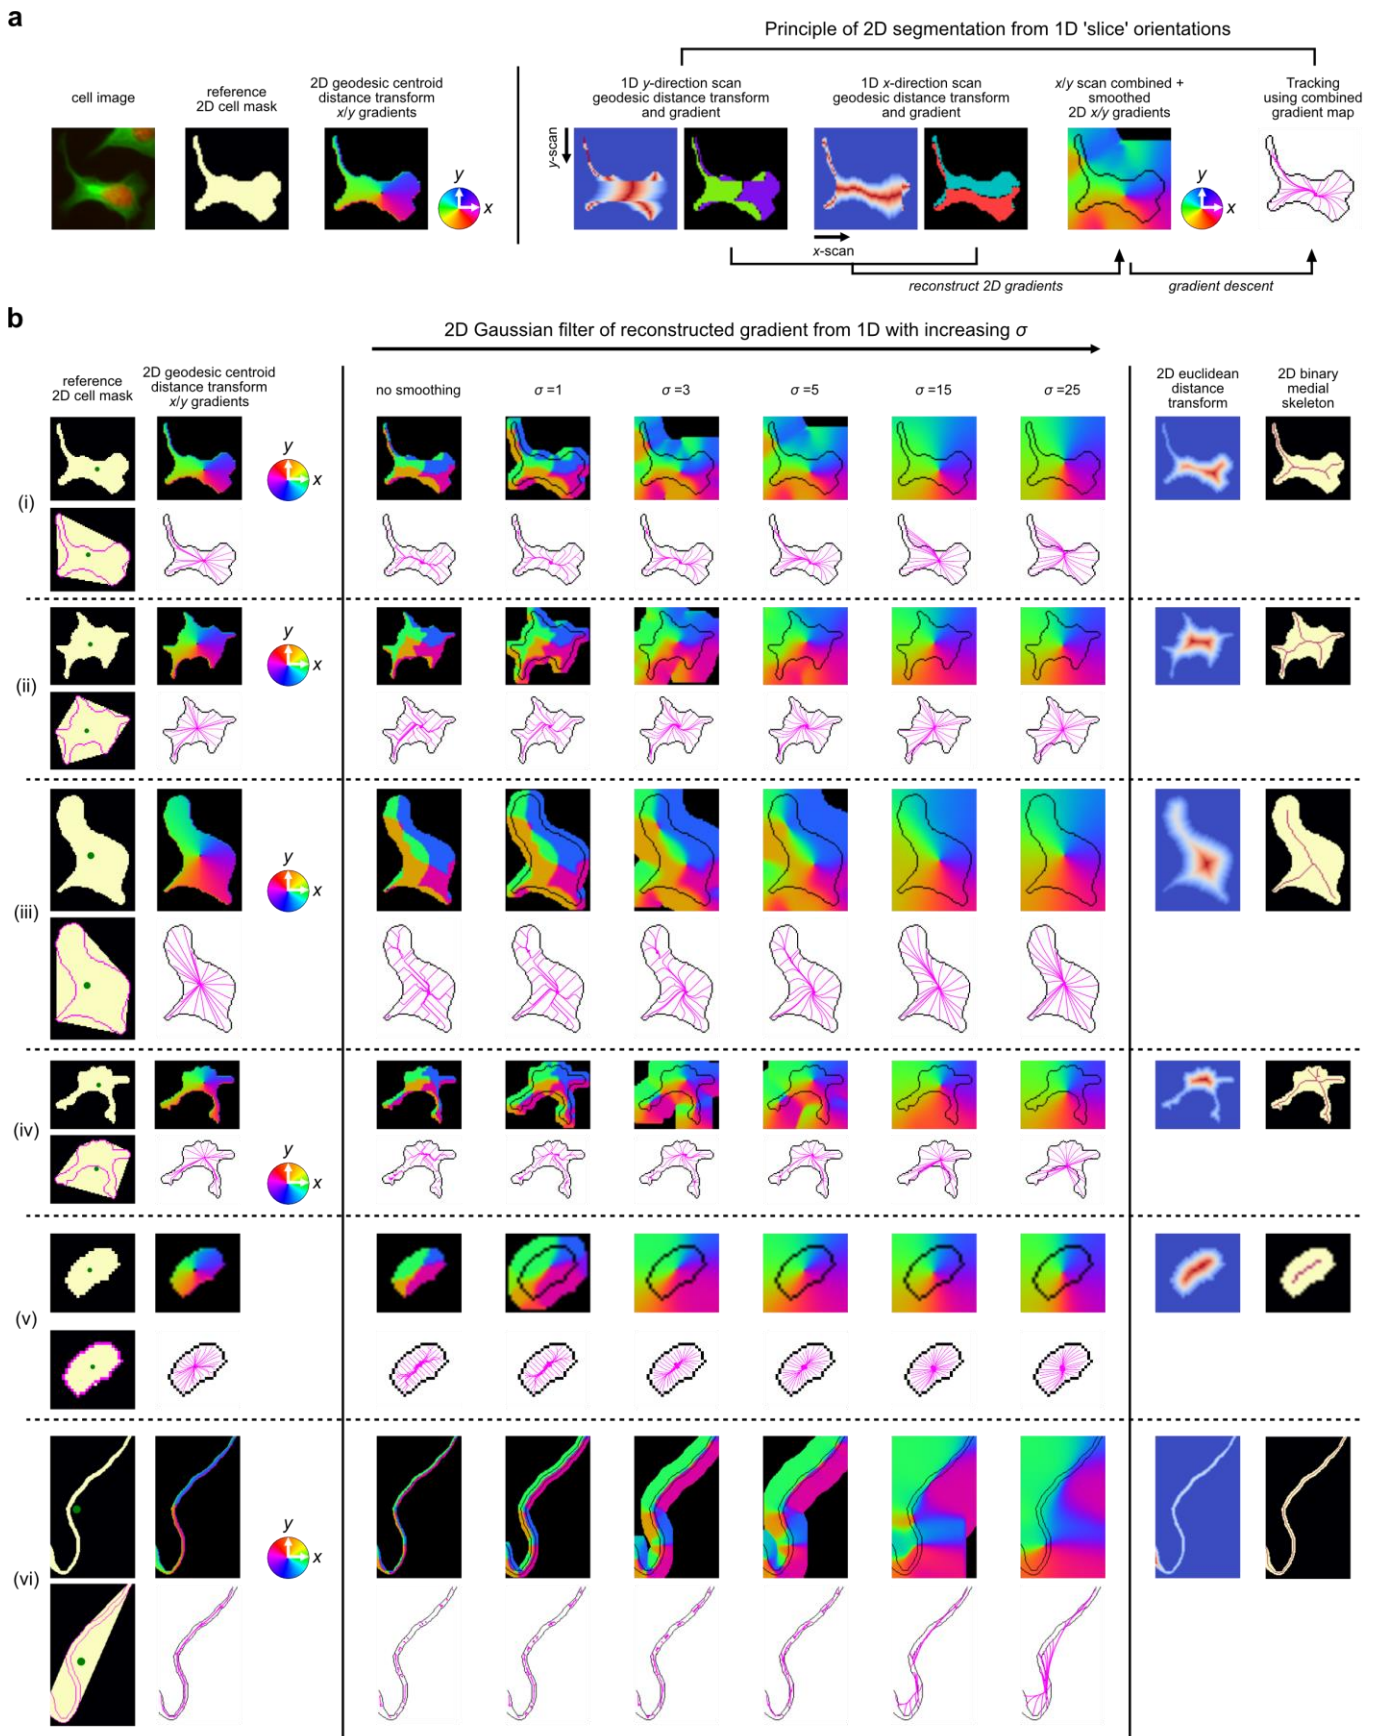 a
Principle of 2D segmentation from 1D 'slice' orientations
cell image
reference
2D cell mask
2D geodesic centroid
distance transform
x/y gradients
1D y-direction scan
geodesic distance transform
and gradient
1D x-direction scan
geodesic distance transform
and gradient
x/y scan combined +
smoothed
2D x/y gradients
Tracking
using combined
gradient map
y
x
y-scan
x-scan
y
x
reconstruct 2D gradients
gradient descent
b
2D Gaussian filter of reconstructed gradient from 1D with increasing σ
reference
2D cell mask
2D geodesic centroid
distance transform
x/y gradients
no smoothing
σ =1
σ =3
σ =5
σ =15
σ =25
2D euclidean
distance
transform
2D binary
medial
skeleton
(i)
y
x
(ii)
y
x
(iii)
y
x
(iv)
y
x
(v)
(vi)
y
x